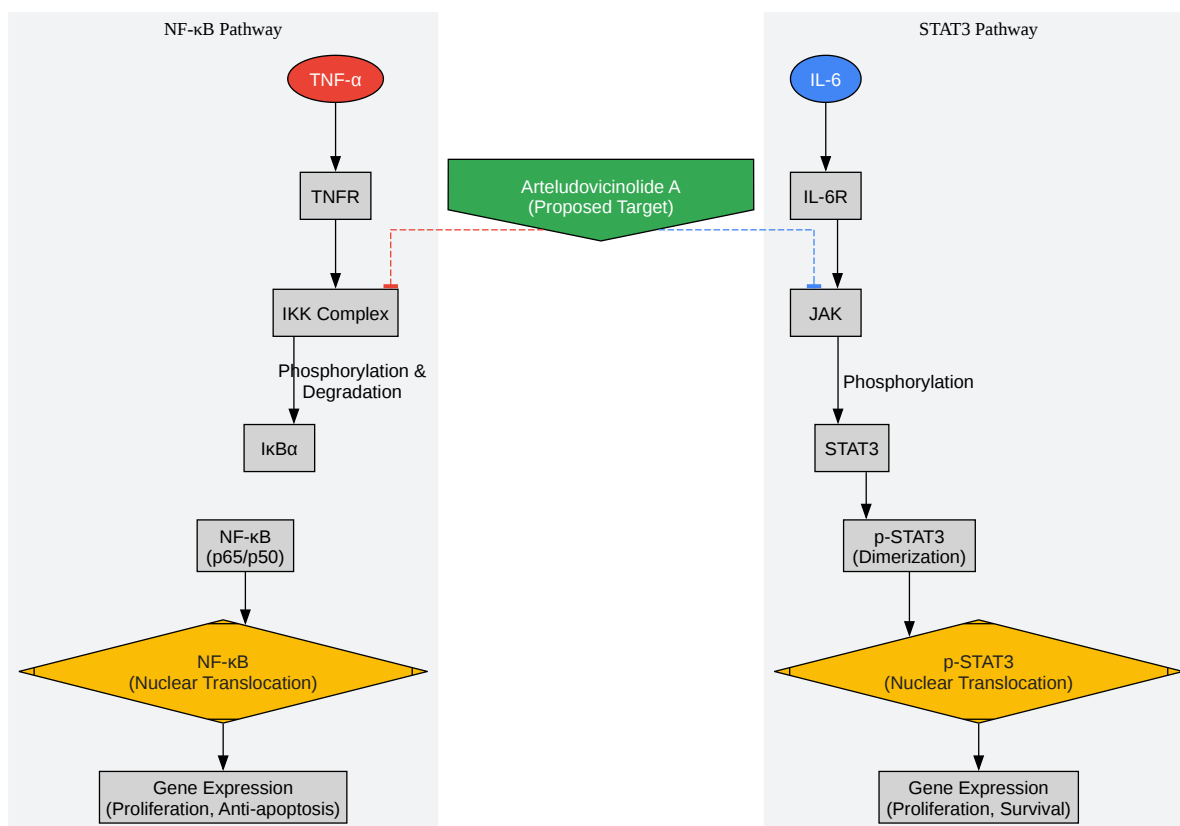 NF-κB Pathway
TNF-α
TNFR
IKK Complex
Phosphorylation &
Degradation
IκBα
NF-κB
(p65/p50)
NF-κB
(Nuclear Translocation)
Gene Expression
(Proliferation, Anti-apoptosis)
Arteludovicinolide A
(Proposed Target)
STAT3 Pathway
IL-6
IL-6R
JAK
Phosphorylation
STAT3
p-STAT3
(Dimerization)
p-STAT3
(Nuclear Translocation)
Gene Expression
(Proliferation, Survival)